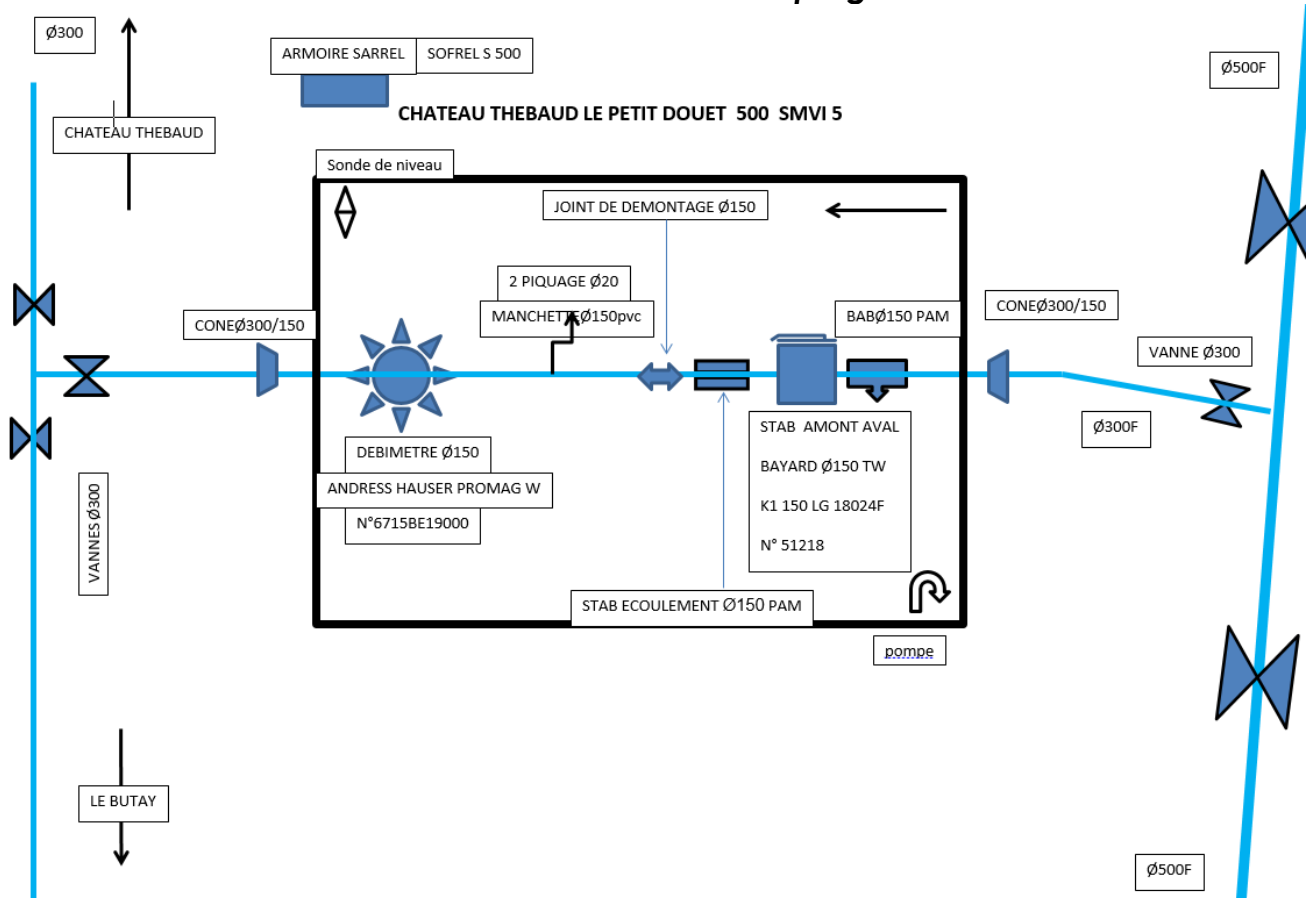 Ø300
ARMOIRE SARREL
SOFREL S 500
Ø500F
CHATEAU THEBAUD LE PETIT DOUET 500 SMVI 5
CHATEAU THEBAUD
Sonde de niveau
JOINT DE DEMONTAGE Ø150
2 PIQUAGE Ø20
MANCHETTEØ150pvc
BABØ150 PAM
CONEØ300/150
CONEØ300/150
VANNE Ø300
Ø300F
DEBIMETRE Ø150
ANDRESS HAUSER PROMAG W
N°6715BE19000
STAB AMONT AVAL
BAYARD Ø150 TW
K1 150 LG 18024F
N° 51218
VANNES Ø300
STAB ECOULEMENT Ø150 PAM
pompe
LE BUTAY
Ø500F